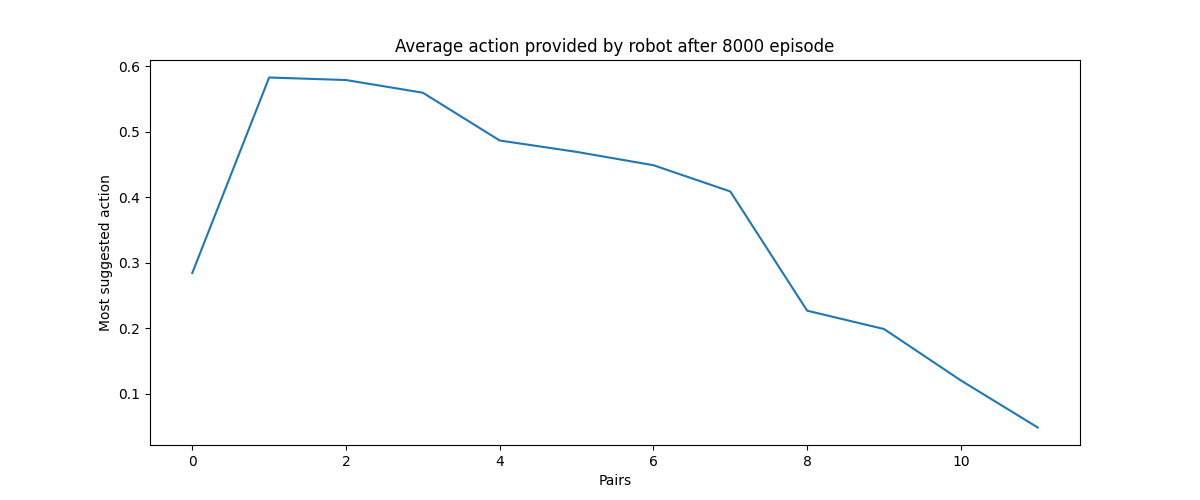 Average action provided by robot after 8000 episode
0.6
0.5
0.4
0.3
0.2
0.1
Most suggested action
0 2 4 6 8 10
Pairs